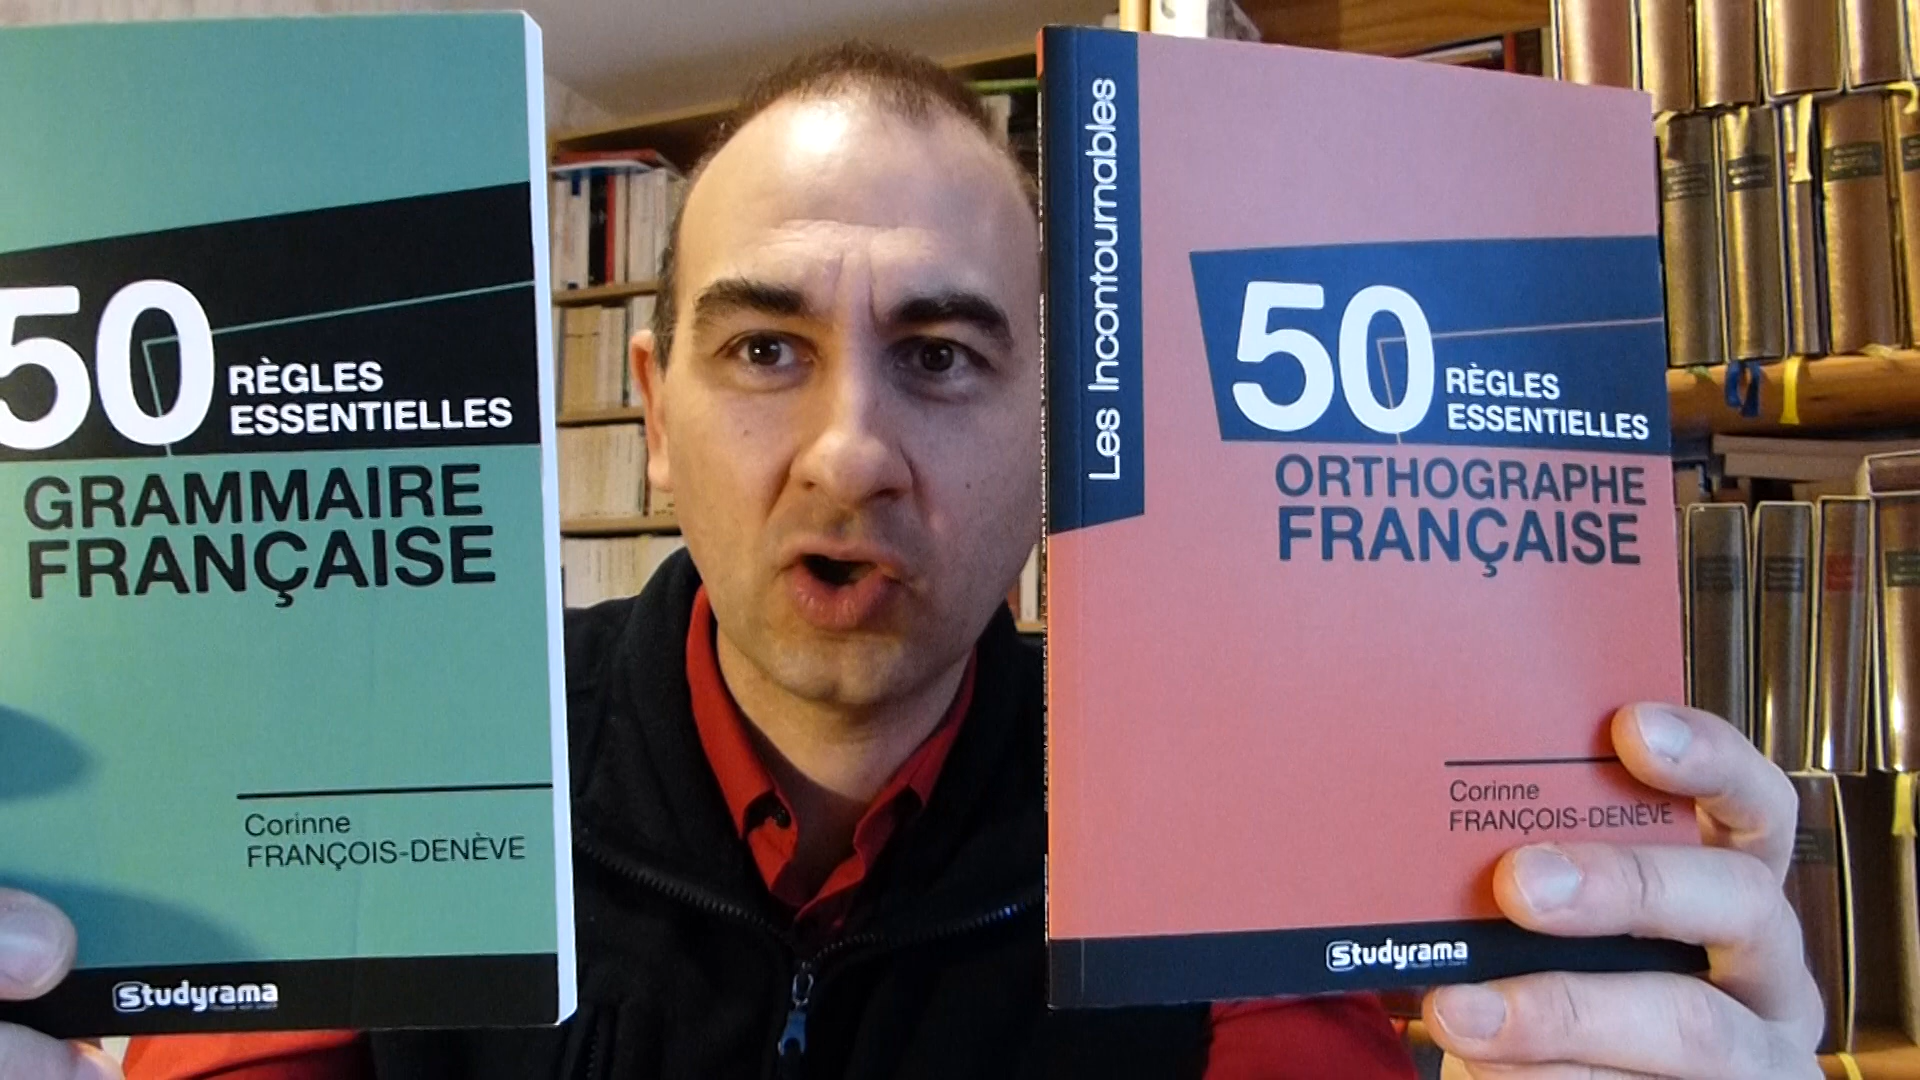 50
RÈGLES
ESSENTIELLES
GRAMMAIRE
FRANÇAISE
Corinne
FRANÇOIS-DENÈVE
studyrama
Les Incontournables
50
RÈGLES
ESSENTIELLES
ORTHOGRAPHE
FRANÇAISE
Corinne
FRANÇOIS-DENÈVE
studyrama